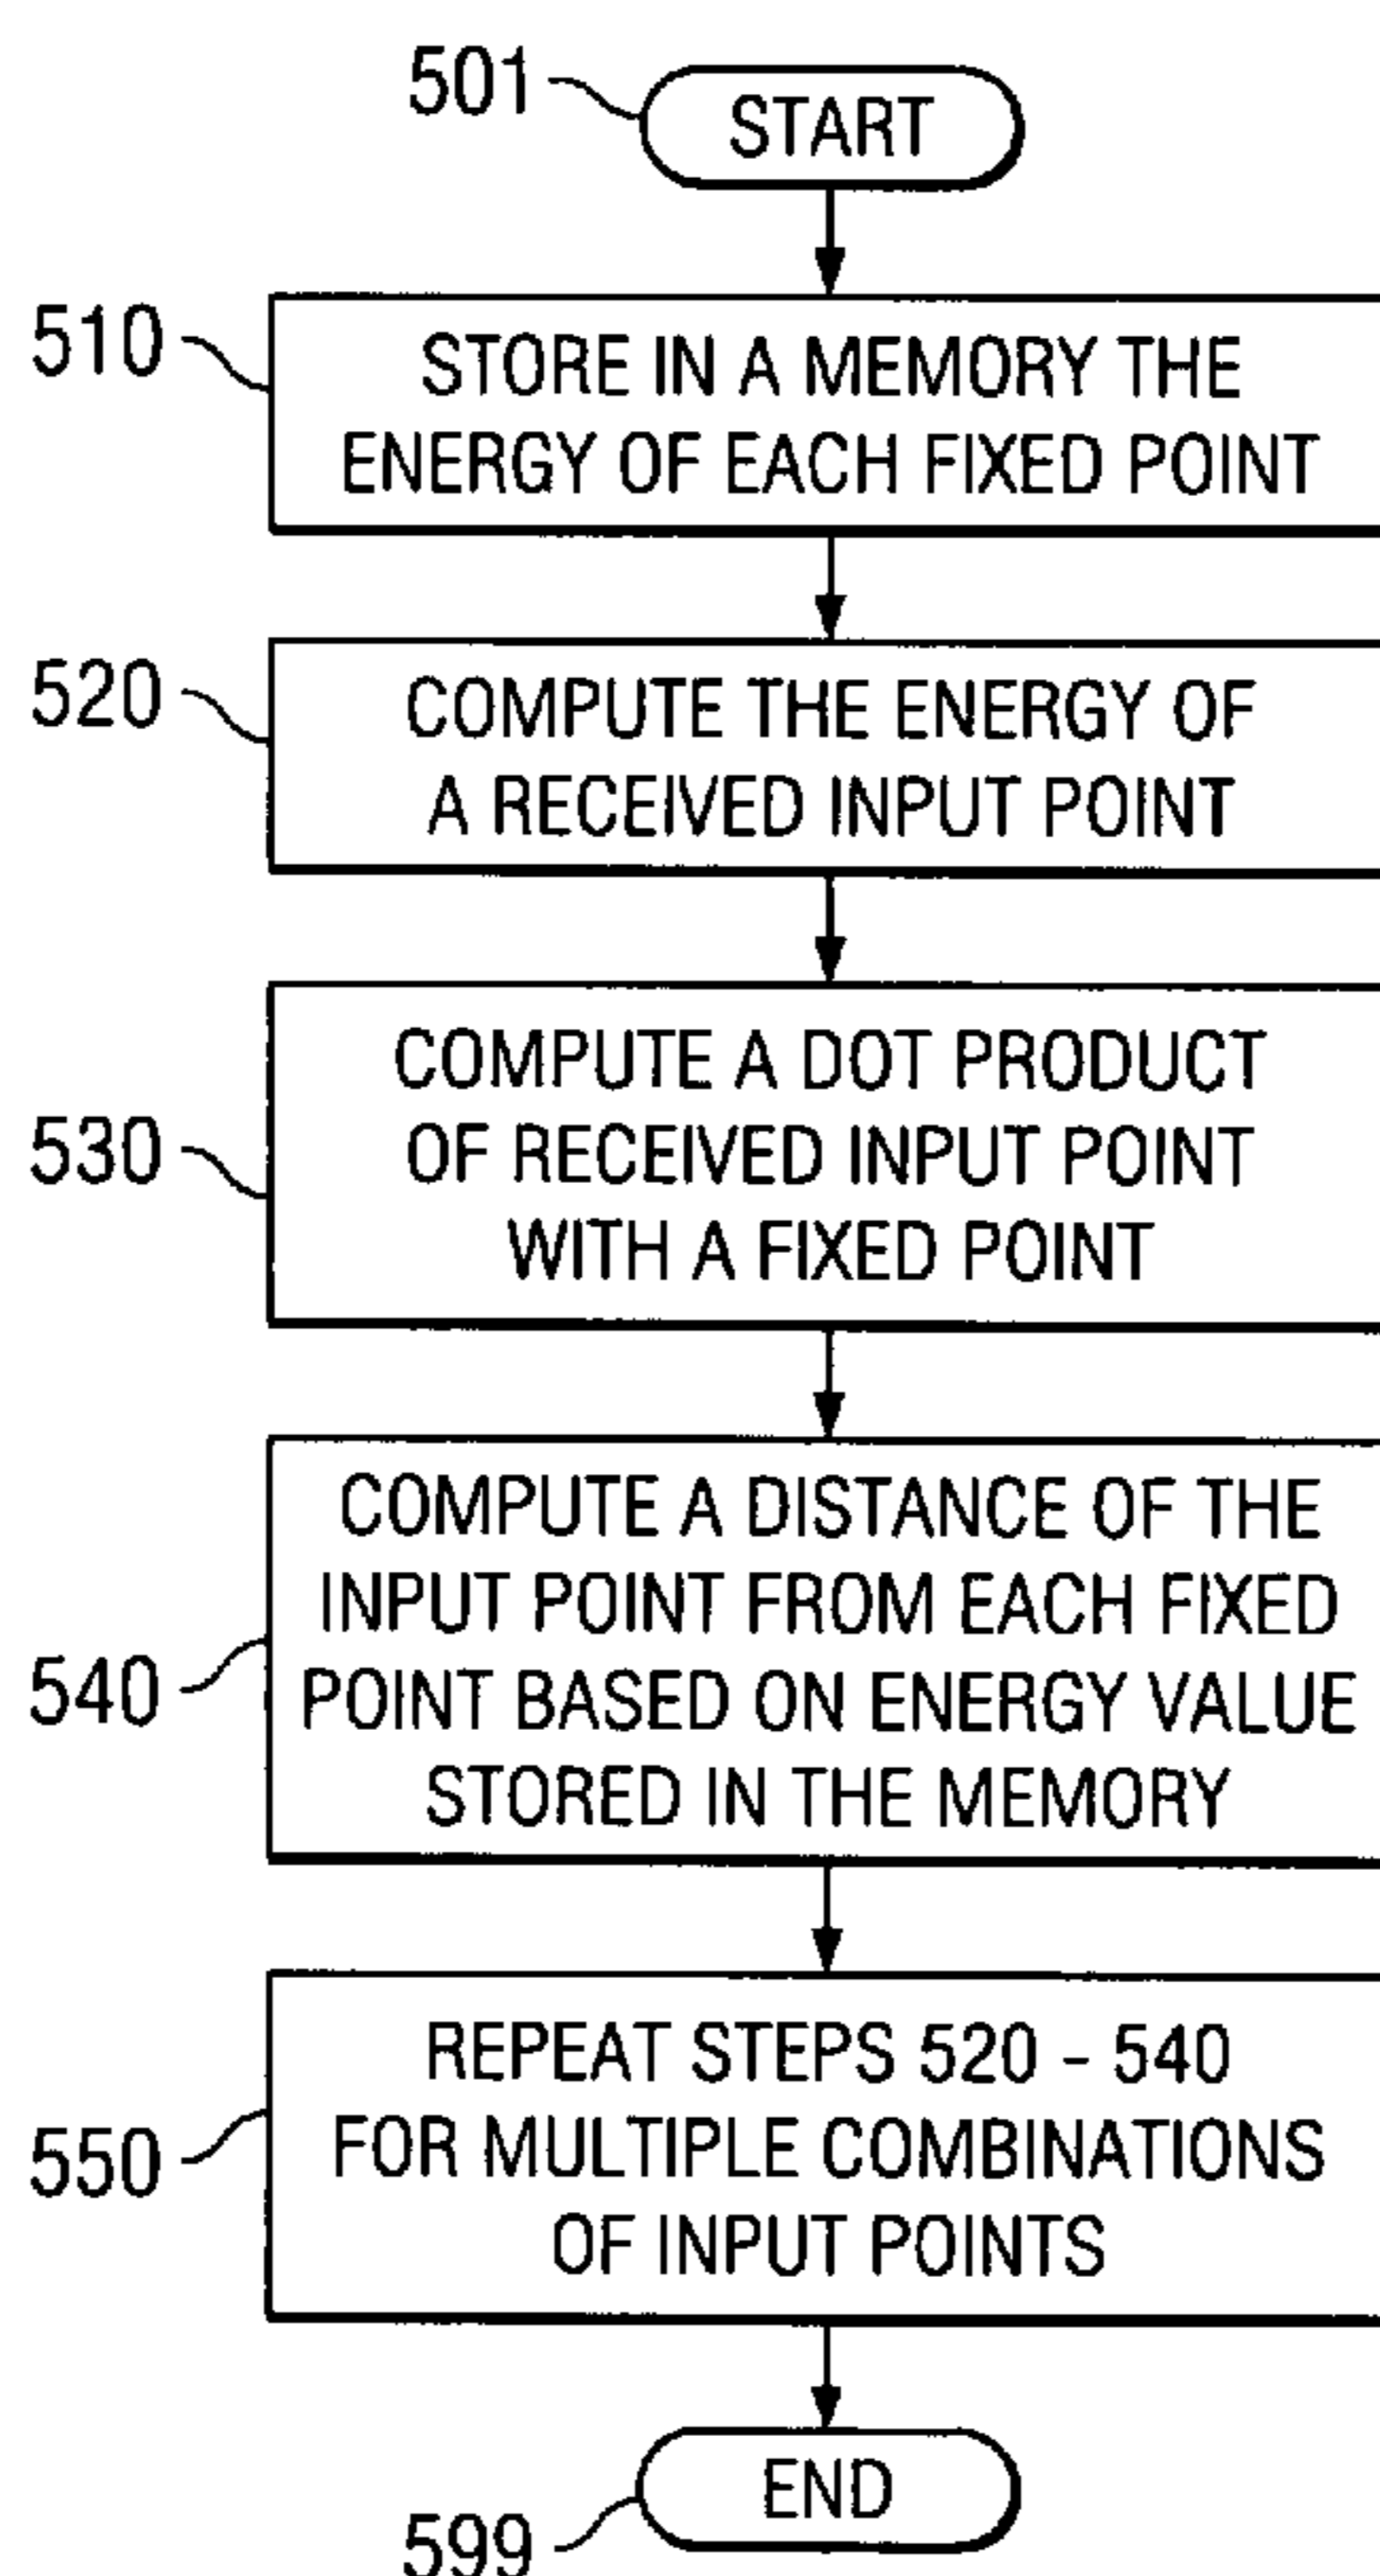 501
START
510
STORE IN A MEMORY THE
ENERGY OF EACH FIXED POINT
520
COMPUTE THE ENERGY OF
A RECEIVED INPUT POINT
530
COMPUTE A DOT PRODUCT
OF RECEIVED INPUT POINT
WITH A FIXED POINT
540
COMPUTE A DISTANCE OF THE
INPUT POINT FROM EACH FIXED
POINT BASED ON ENERGY VALUE
STORED IN THE MEMORY
550
REPEAT STEPS 520 - 540
FOR MULTIPLE COMBINATIONS
OF INPUT POINTS
END
599